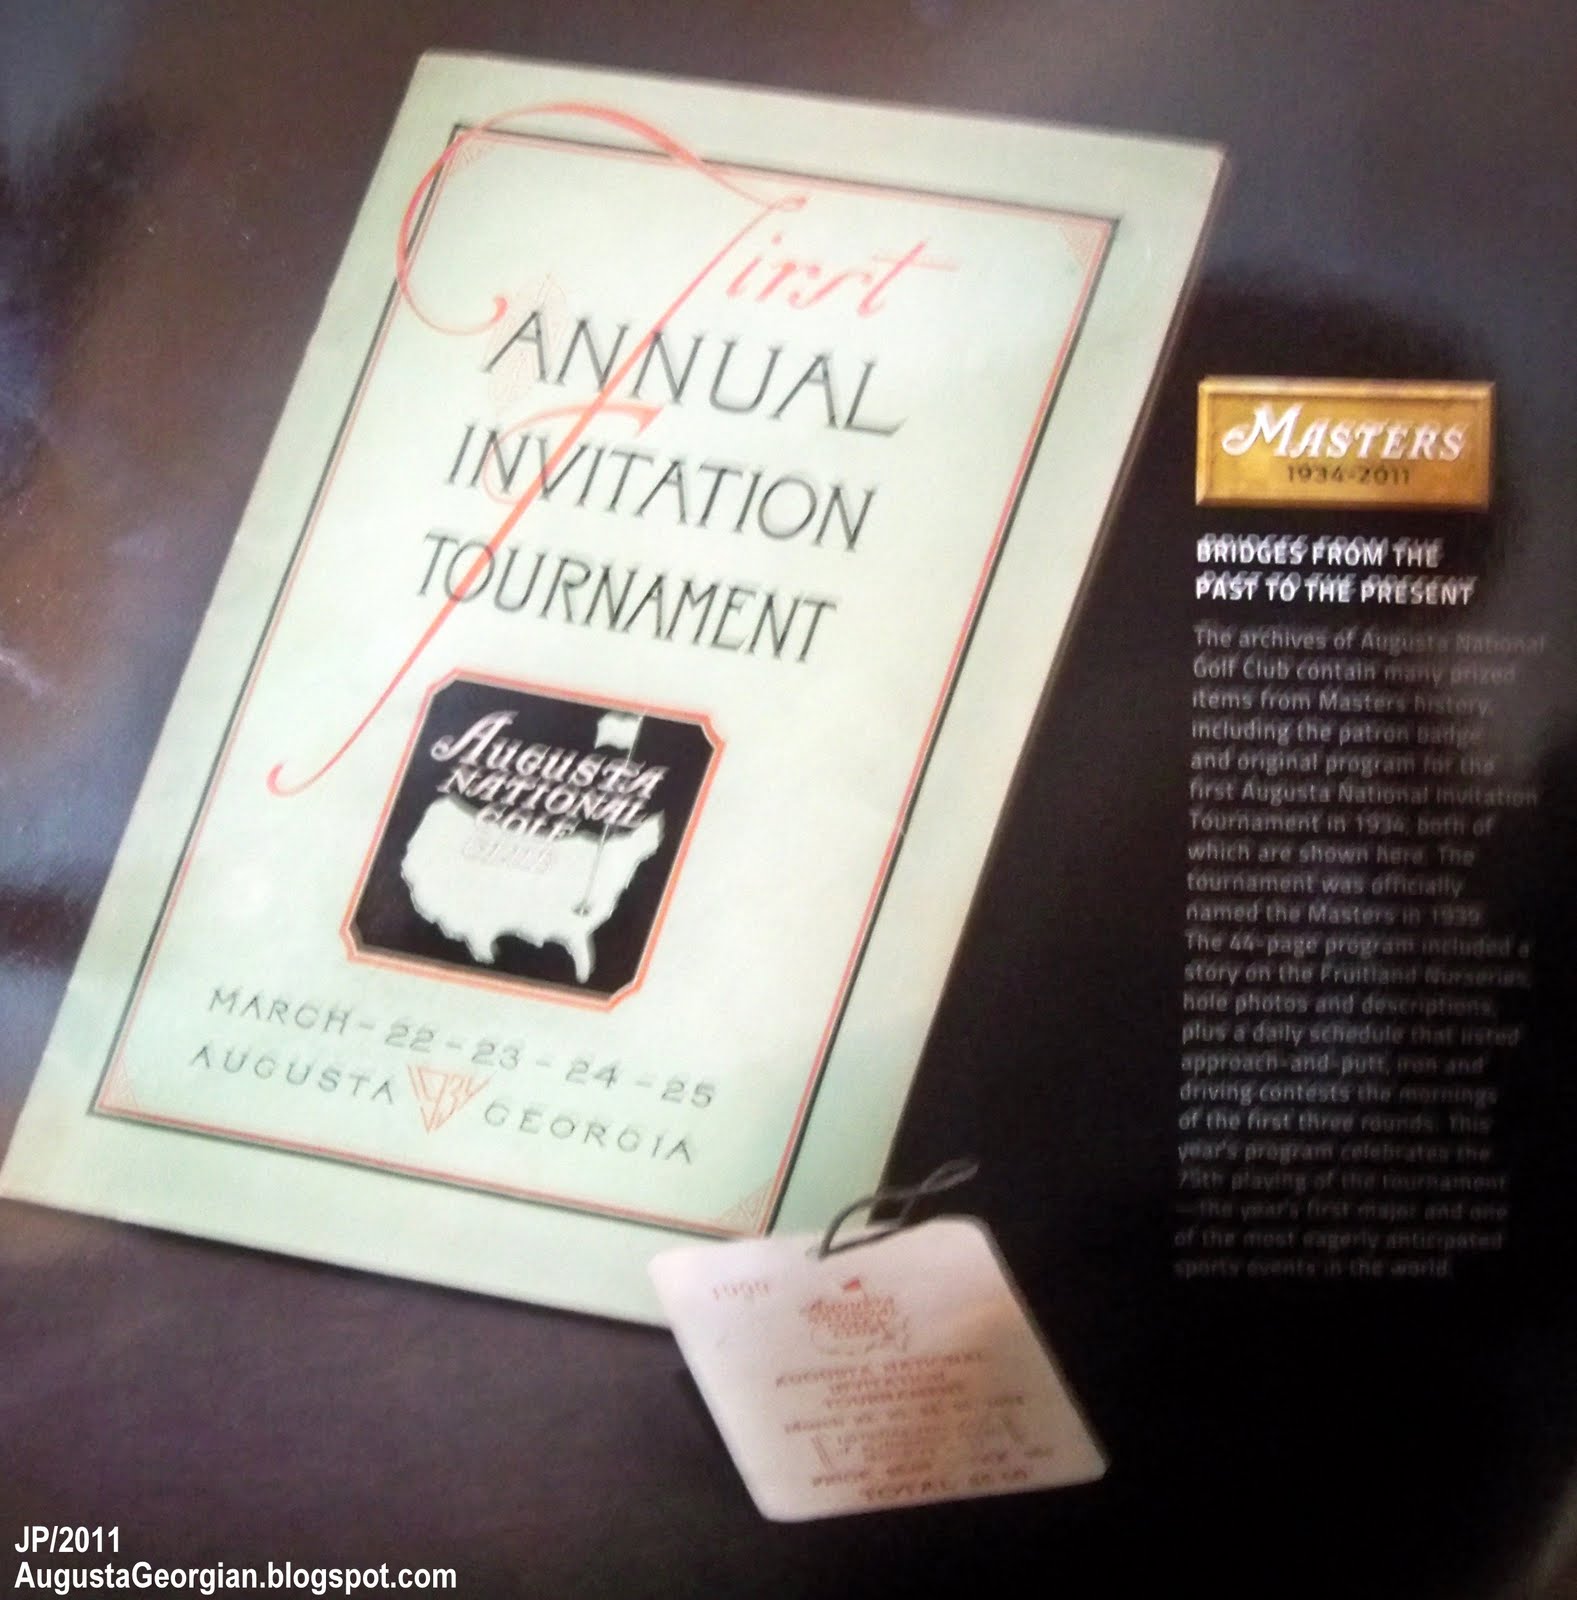 First
ANNUAL
INVITATION
TOURNAMENT
AUGUSTA
NATIONAL
GOLF
CLUB
MARCH-22-23-24-25
AUGUSTA 1934 GEORGIA
MASTERS
1934-2011
BRIDGES FROM THE
PAST TO THE PRESENT
The archives of Augusta National
Golf Club contain many prized
items from Masters history,
including the patron badge
and original program for the
first Augusta National Invitation
Tournament in 1934, both of
which are shown here. The
tournament was officially
named the Masters in 1939.
The 44-page program included a
story on the Fruitland Nurseries,
hole photos and descriptions,
plus a daily schedule that listed
approach-and-putt, iron and
driving contests the mornings
of the first three rounds. This
year's program celebrates the
75th playing of the tournament
—the year's first major and one
of the most eagerly anticipated
sports events in the world.
AUGUSTA NATIONAL
INVITATION
TOURNAMENT
TOTAL
JP/2011
AugustaGeorgian.blogspot.com